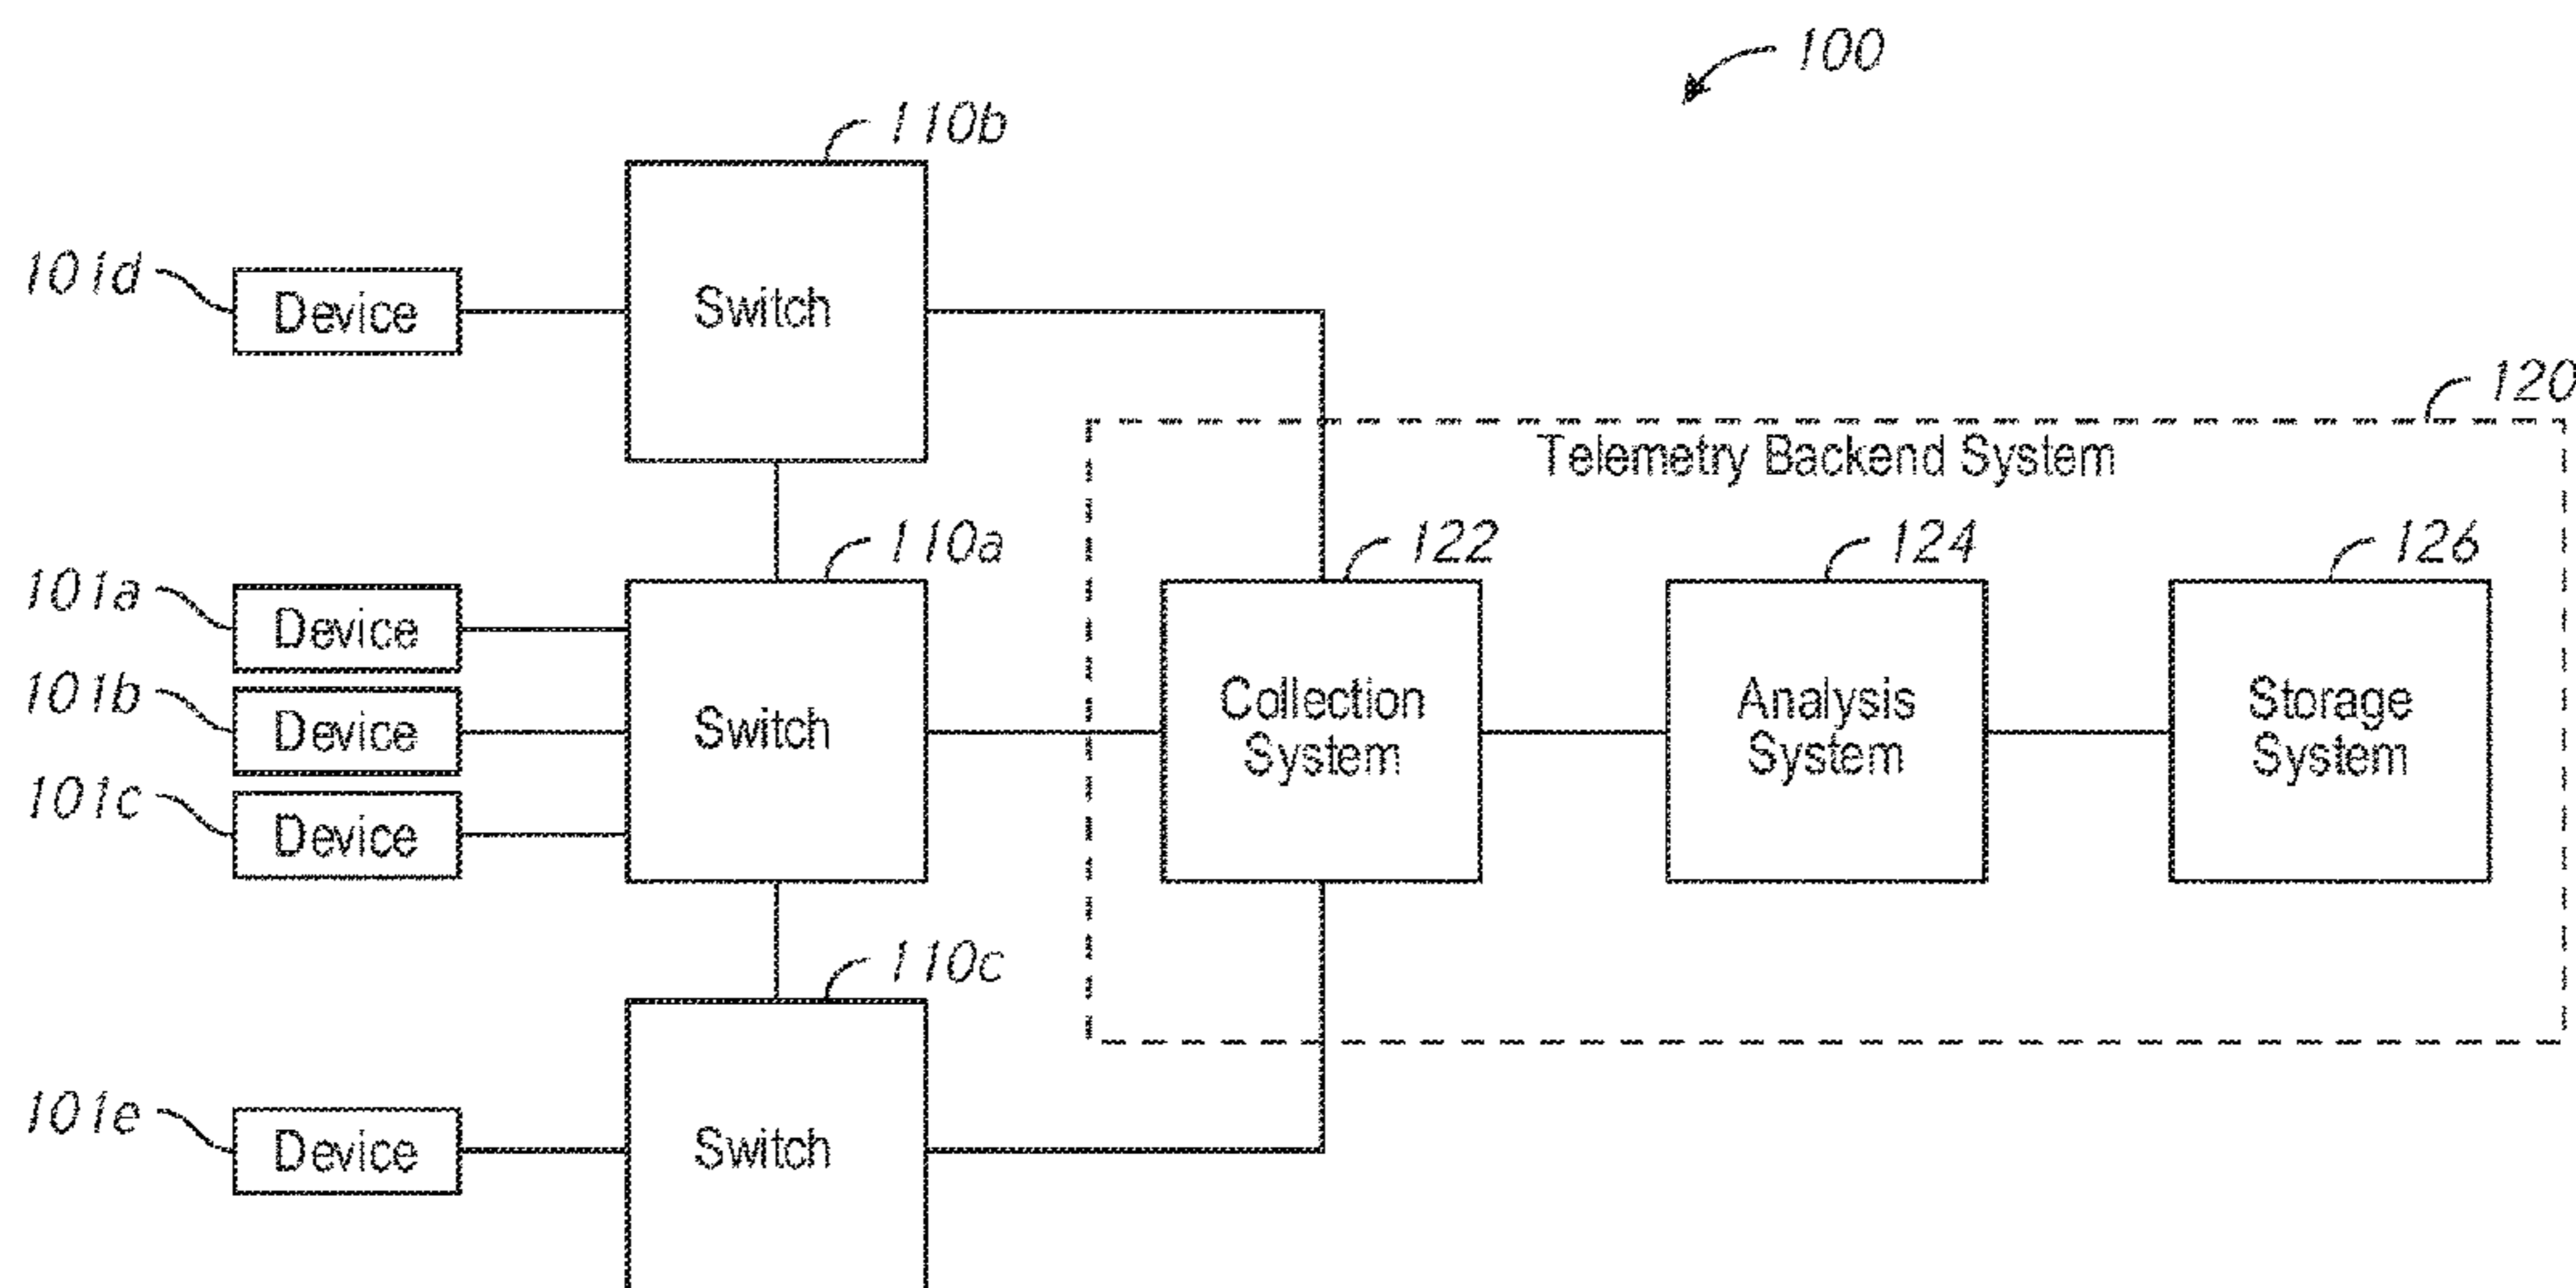 100
110b
101d
Device
Switch
120
Telemetry Backend System
110a
122
124
126
101a
Device
101b
Device
101c
Device
Switch
Collection
System
Analysis
System
Storage
System
110c
101e
Device
Switch